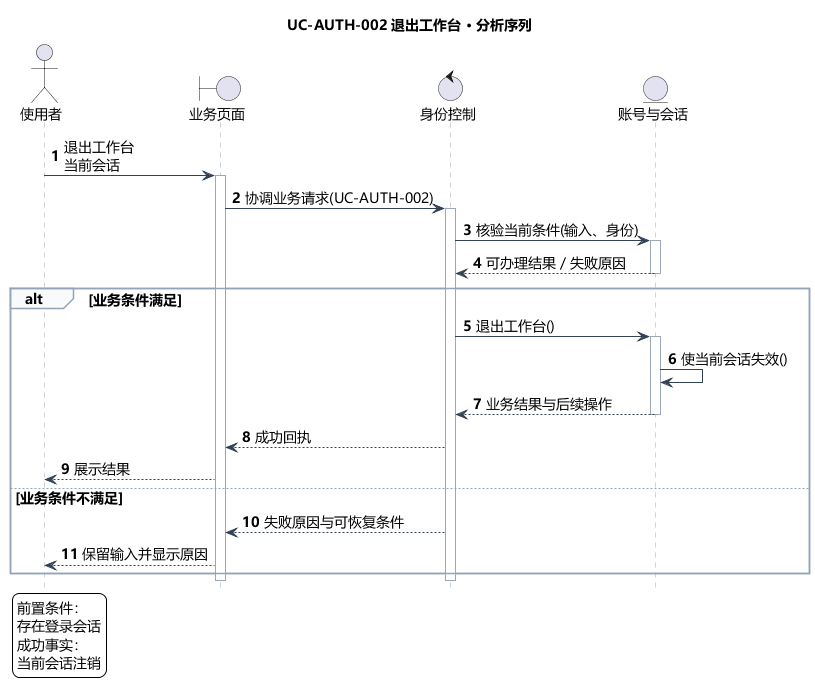 UC-AUTH-002 退出工作台・分析序列
使用者
业务页面
身份控制
账号与会话
1 退出工作台
当前会话
2 协调业务请求(UC-AUTH-002)
3 核验当前条件(输入、身份)
4 可办理结果 / 失败原因
alt [业务条件满足]
5 退出工作台()
6 使当前会话失效()
7 业务结果与后续操作
8 成功回执
9 展示结果
[业务条件不满足]
10 失败原因与可恢复条件
11 保留输入并显示原因
前置条件：
存在登录会话
成功事实：
当前会话注销